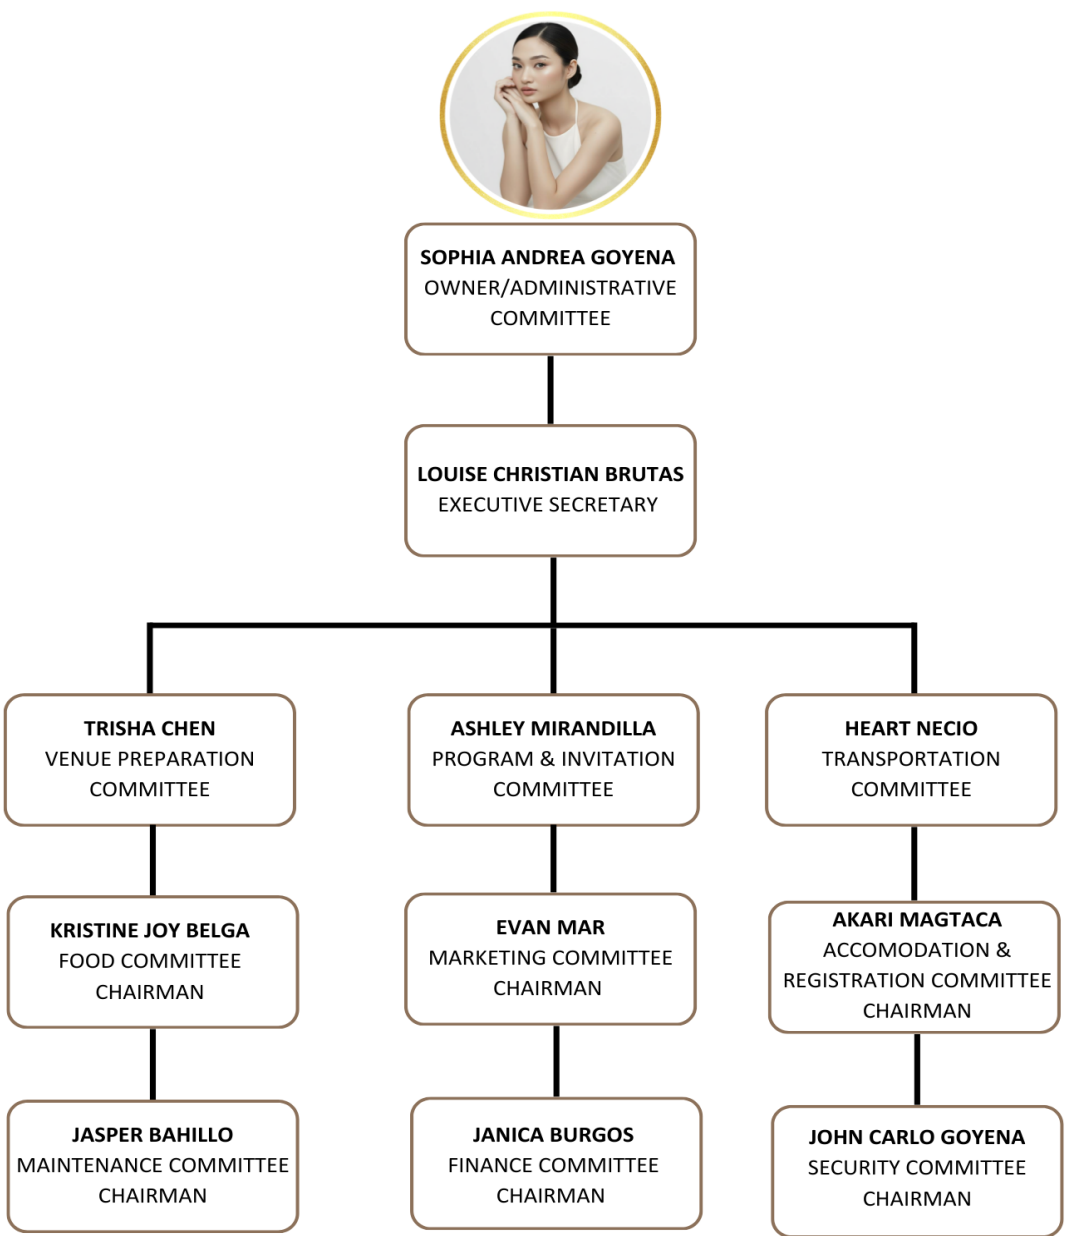 SOPHIA ANDREA GOYENA
OWNER/ADMINISTRATIVE
COMMITTEE
LOUISE CHRISTIAN BRUTAS
EXECUTIVE SECRETARY
TRISHA CHEN
VENUE PREPARATION
COMMITTEE
ASHLEY MIRANDILLA
PROGRAM & INVITATION
COMMITTEE
HEART NECIO
TRANSPORTATION
COMMITTEE
KRISTINE JOY BELGA
FOOD COMMITTEE
CHAIRMAN
EVAN MAR
MARKETING COMMITTEE
CHAIRMAN
AKARI MAGTACA
ACCOMODATION &
REGISTRATION COMMITTEE
CHAIRMAN
JASPER BAHILLO
MAINTENANCE COMMITTEE
CHAIRMAN
JANICA BURGOS
FINANCE COMMITTEE
CHAIRMAN
JOHN CARLO GOYENA
SECURITY COMMITTEE
CHAIRMAN